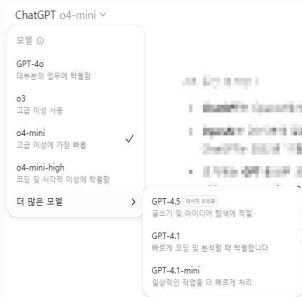 ChatGPT o4-mini
모델
GPT-4o
대부분의 업무에 탁월함
o3
고급 이성 사용
o4-mini
고급 이성에 가장 빠름
o4-mini-high
코딩 및 시각적 이성에 탁월함
더 많은 모델
GPT-4.5
글쓰기 및 아이디어 탐색에 적절
GPT-4.1
빠르게 코딩 및 분석할 때 탁월합니다
GPT-4.1-mini
일상적인 작업을 더 빠르게 처리